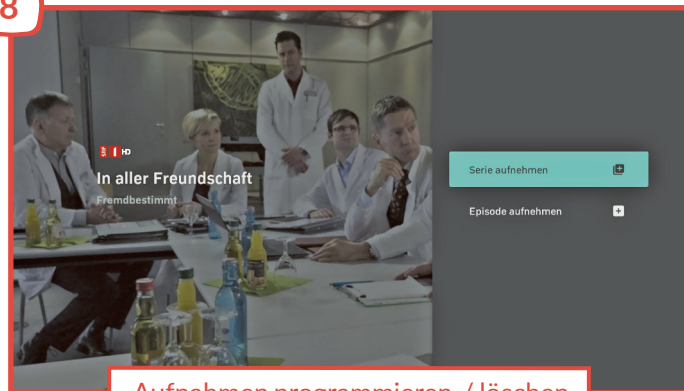 8
SRF 1 HD
In aller Freundschaft
Fremdbestimmt
Serie aufnehmen
Episode aufnehmen
Aufnahmen programmieren / löschen